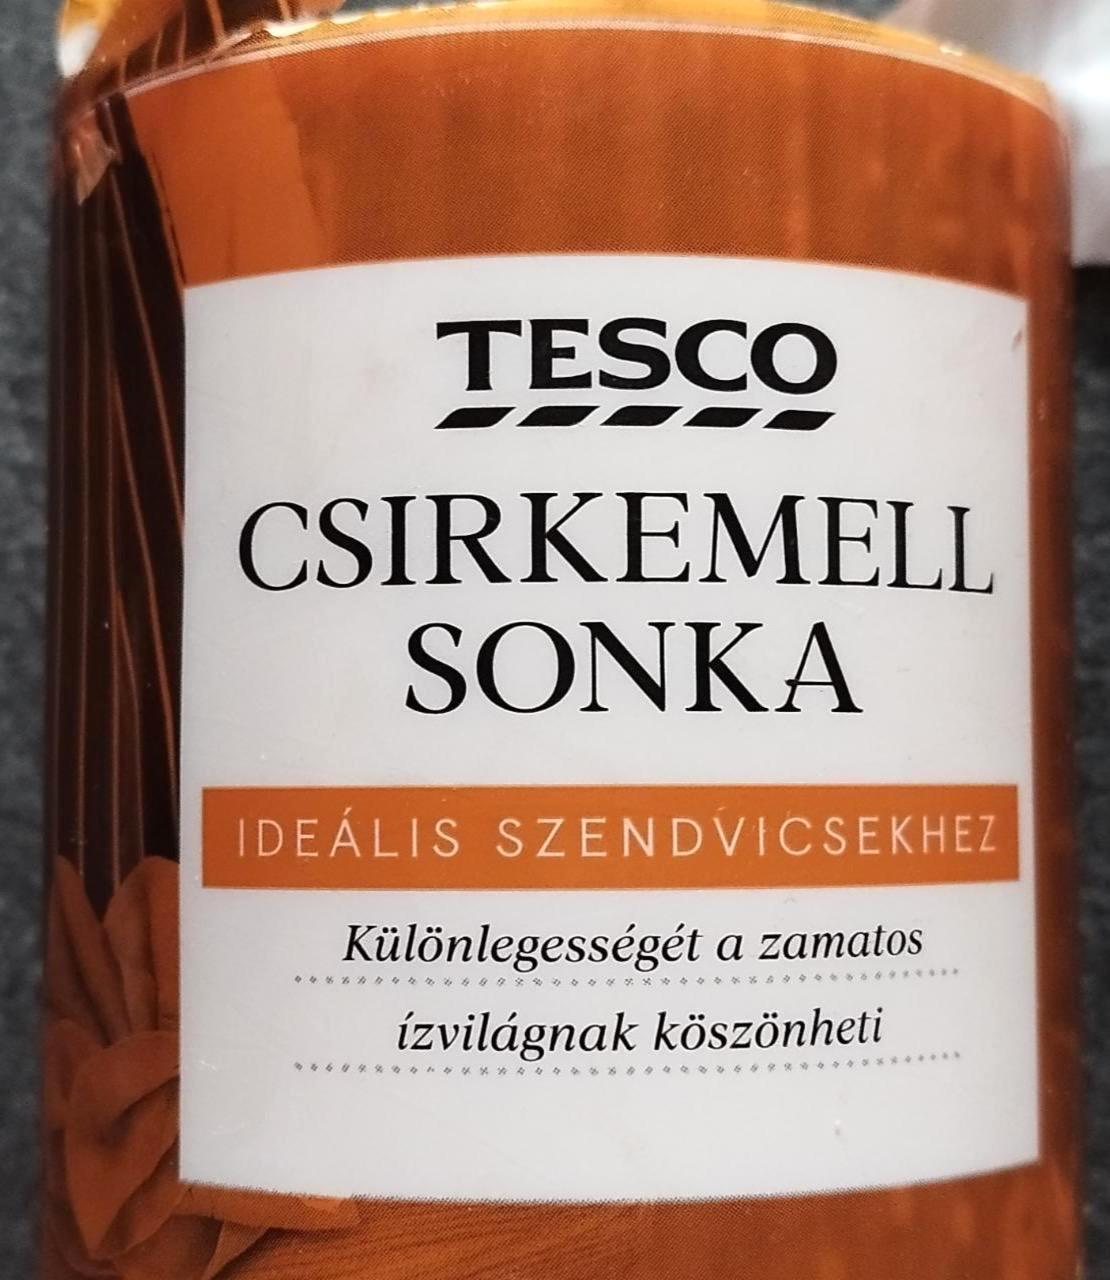 TESCO
CSIRKEMELL
SONKA
IDEÁLIS SZENDVICSEKHEZ
Különlegességét a zamatos
ízvilágnak köszönheti